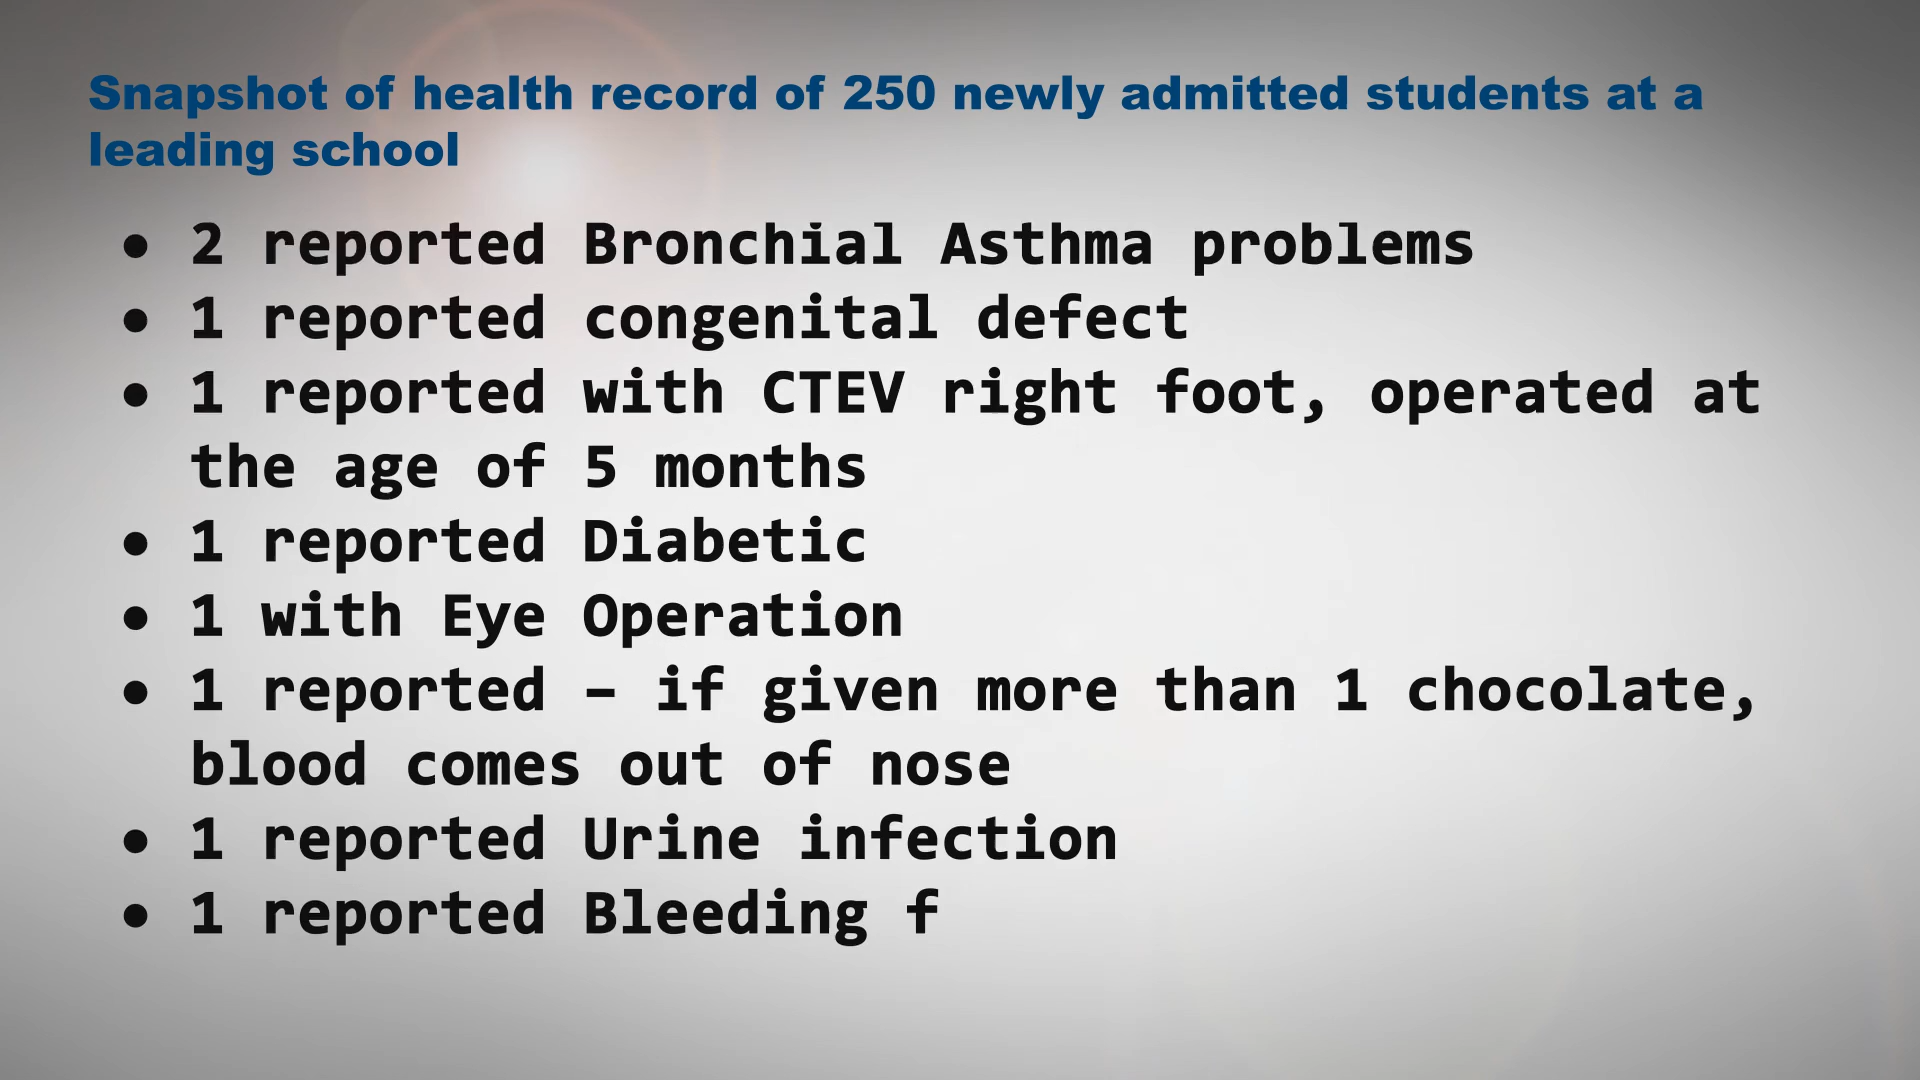 Snapshot of health record of 250 newly admitted students at a
leading school
● 2 reported Bronchial Asthma problems
● 1 reported congenital defect
● 1 reported with CTEV right foot, operated at
the age of 5 months
● 1 reported Diabetic
● 1 with Eye Operation
● 1 reported – if given more than 1 chocolate,
blood comes out of nose
● 1 reported Urine infection
● 1 reported Bleeding f